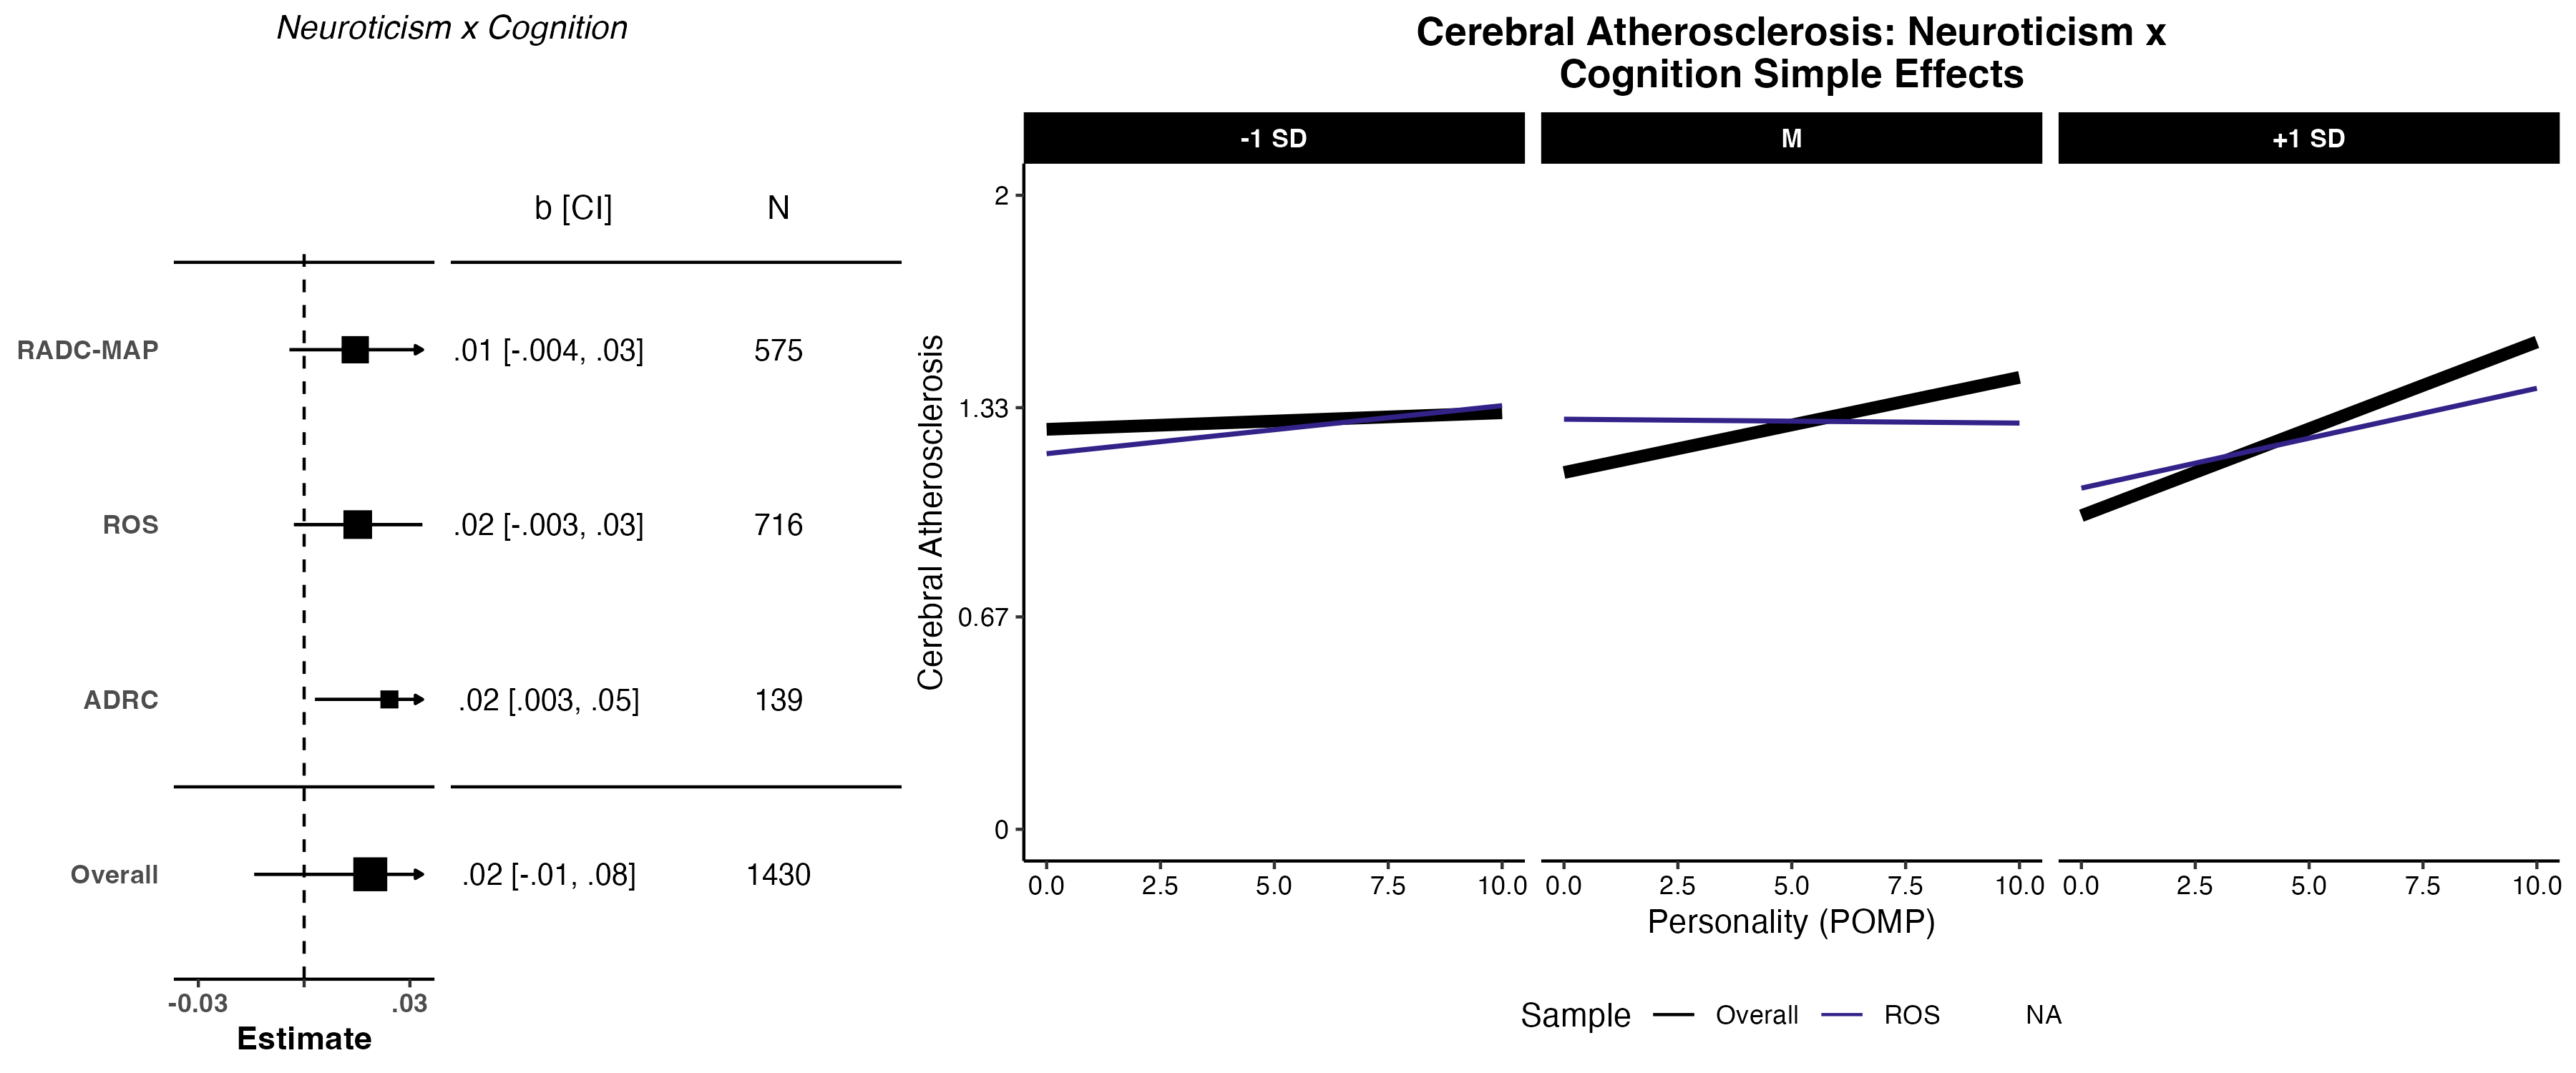 Neuroticism x Cognition
b [CI] N
RADC-MAP .01 [-.004, .03] 575
ROS .02 [-.003, .03] 716
ADRC .02 [.003, .05] 139
Overall .02 [-.01, .08] 1430
-0.03 .03
Estimate
Cerebral Atherosclerosis: Neuroticism x
Cognition Simple Effects
-1 SD M +1 SD
Cerebral Atherosclerosis
2
1.33
0.67
0
0.0 2.5 5.0 7.5 10.0 0.0 2.5 5.0 7.5 10.0 0.0 2.5 5.0 7.5 10.0
Personality (POMP)
Sample Overall ROS NA